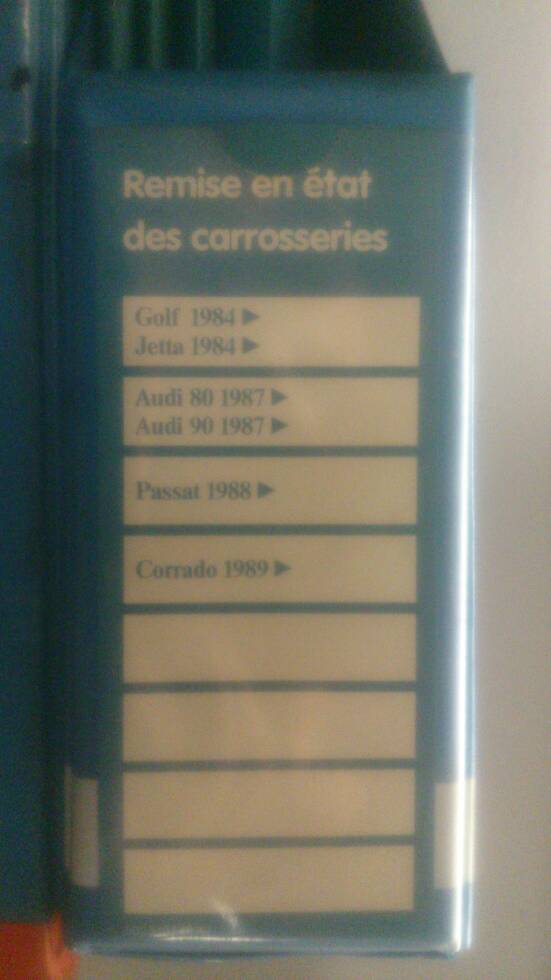 Remise en état
des carrosseries
Golf 1984 ►
Jetta 1984 ►
Audi 80 1987 ►
Audi 90 1987 ►
Passat 1988 ►
Corrado 1989 ►